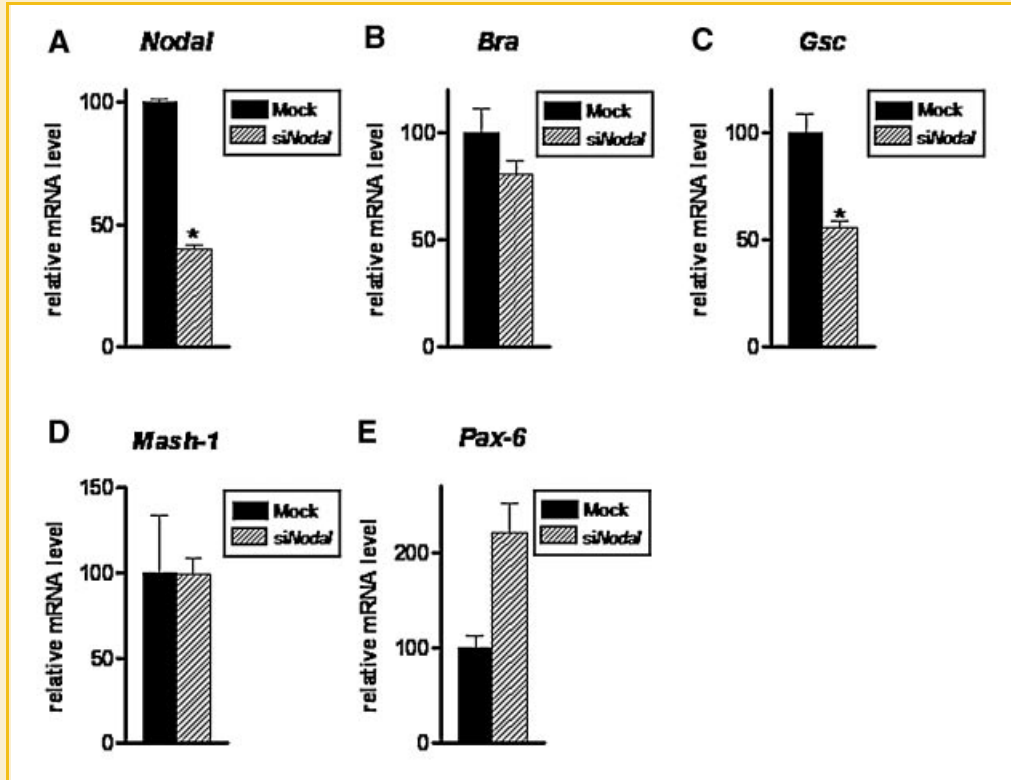 A Nodal
relative mRNA level
100
50
0
*
Mock
siNodal
B Bra
relative mRNA level
100
50
0
Mock
siNodal
C Gsc
relative mRNA level
100
50
0
*
Mock
siNodal
D Mash-1
relative mRNA level
150
100
50
0
Mock
siNodal
E Pax-6
relative mRNA level
200
100
0
Mock
siNodal